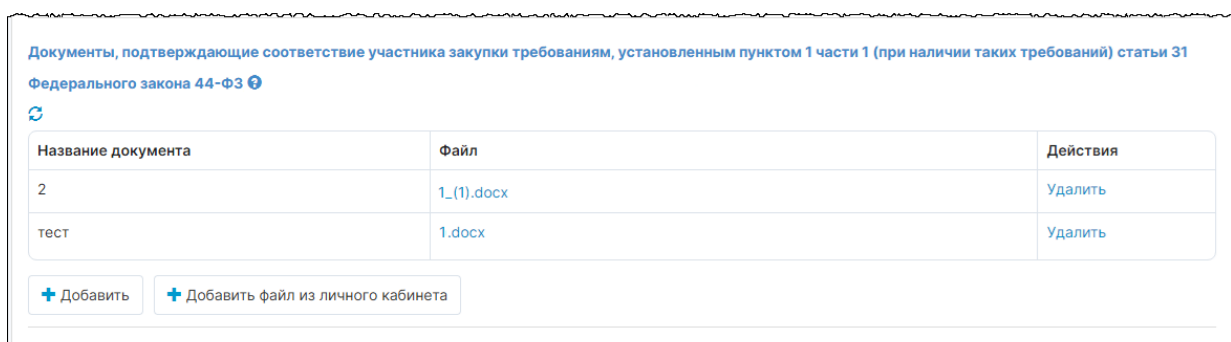 Документы, подтверждающие соответствие участника закупки требованиям, установленным пунктом 1 части 1 (при наличии таких требований) статьи 31
Федерального закона 44-ФЗ ?
Название документа Файл Действия
2 1_(1).docx Удалить
тест 1.docx Удалить
+ Добавить + Добавить файл из личного кабинета